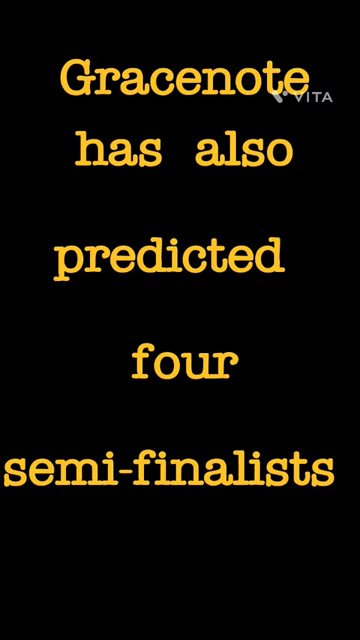 Gracenote
VITA
has also
predicted
four
semi-finalists